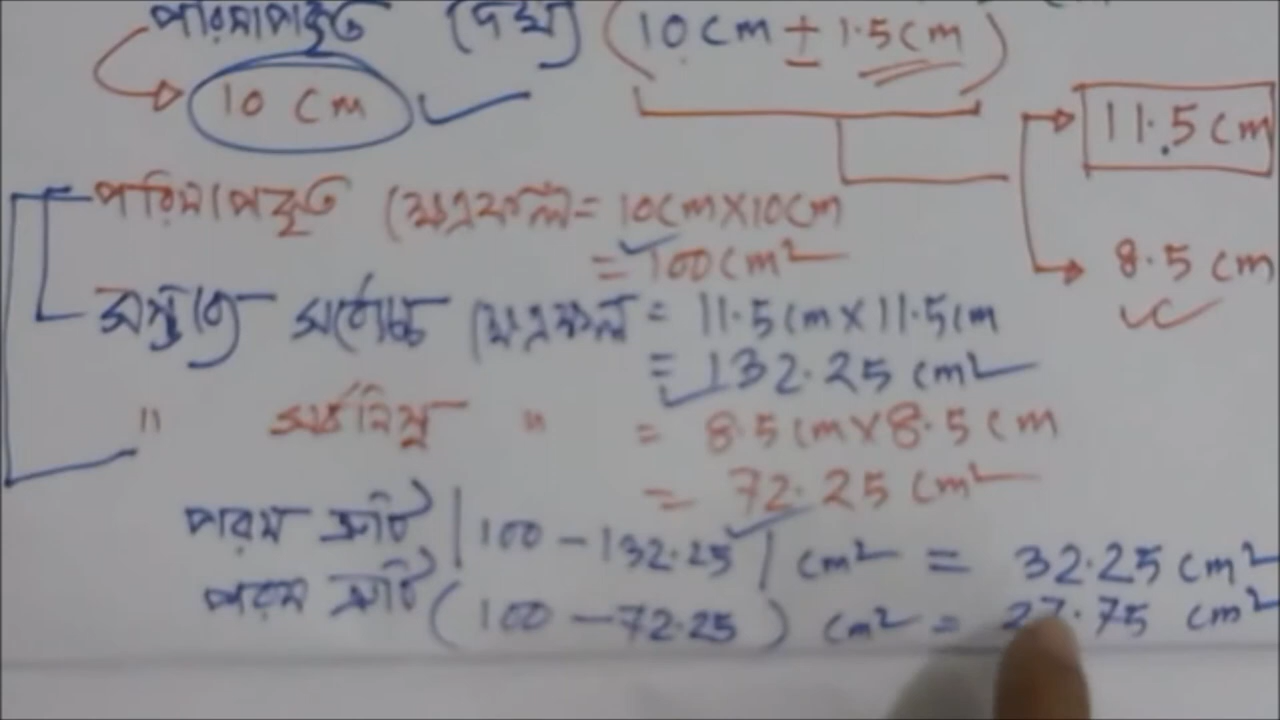 পরিমাপকৃত দৈর্ঘ্য (10 cm ± 1.5 cm)
10 cm
11.5 cm
পরিমাপকৃত ক্ষেত্রফল = 10cm×10cm
= 100cm²
8.5 cm
সর্বোচ্চ ক্ষেত্রফল = 11.5cm×11.5cm
= 132.25 cm²
" সর্বনিম্ন " = 8.5cm×8.5cm
= 72.25 cm²
পরম ত্রুটি |100 - 132.25| cm² = 32.25 cm²
পরম ত্রুটি (100 - 72.25) cm² = 27.75 cm²